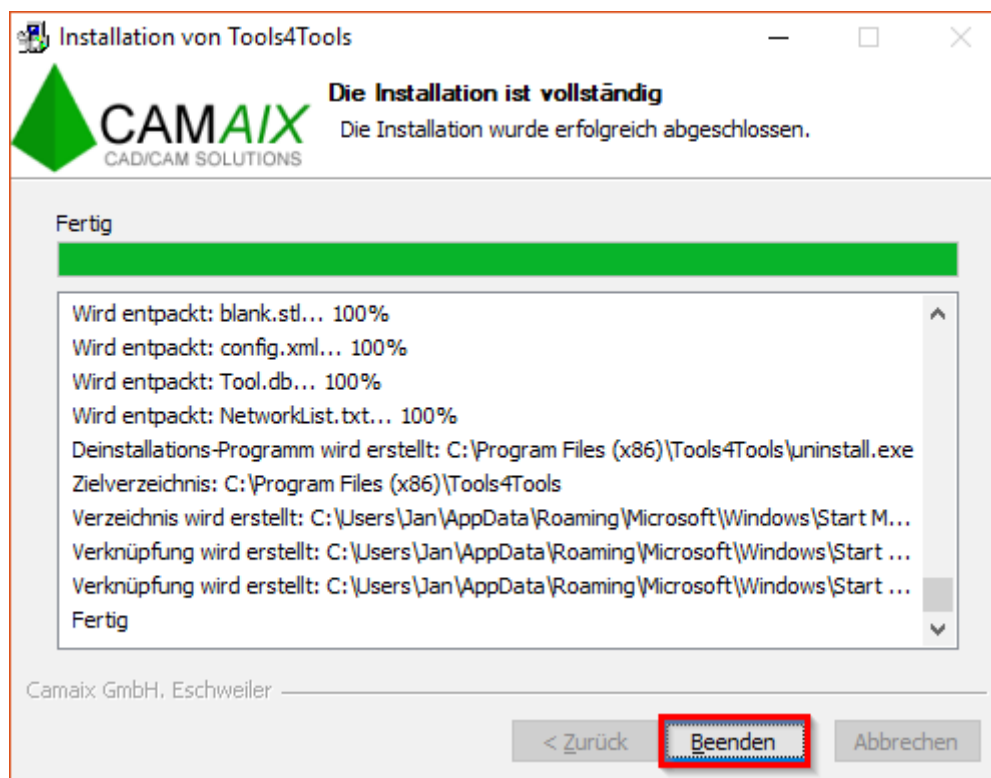 Installation von Tools4Tools
CAMAIX
CAD/CAM SOLUTIONS
Die Installation ist vollständig
Die Installation wurde erfolgreich abgeschlossen.
Fertig
Wird entpackt: blank.stl... 100%
Wird entpackt: config.xml... 100%
Wird entpackt: Tool.db... 100%
Wird entpackt: NetworkList.txt... 100%
Deinstallations-Programm wird erstellt: C:\Program Files (x86)\Tools4Tools\uninstall.exe
Zielverzeichnis: C:\Program Files (x86)\Tools4Tools
Verzeichnis wird erstellt: C:\Users\Jan\AppData\Roaming\Microsoft\Windows\Start M...
Verknüpfung wird erstellt: C:\Users\Jan\AppData\Roaming\Microsoft\Windows\Start ...
Verknüpfung wird erstellt: C:\Users\Jan\AppData\Roaming\Microsoft\Windows\Start ...
Fertig
Camaix GmbH. Eschweiler
< Zurück
Beenden
Abbrechen